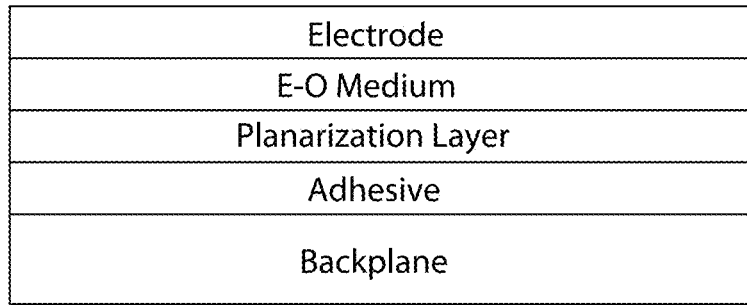 Electrode
E-O Medium
Planarization Layer
Adhesive
Backplane